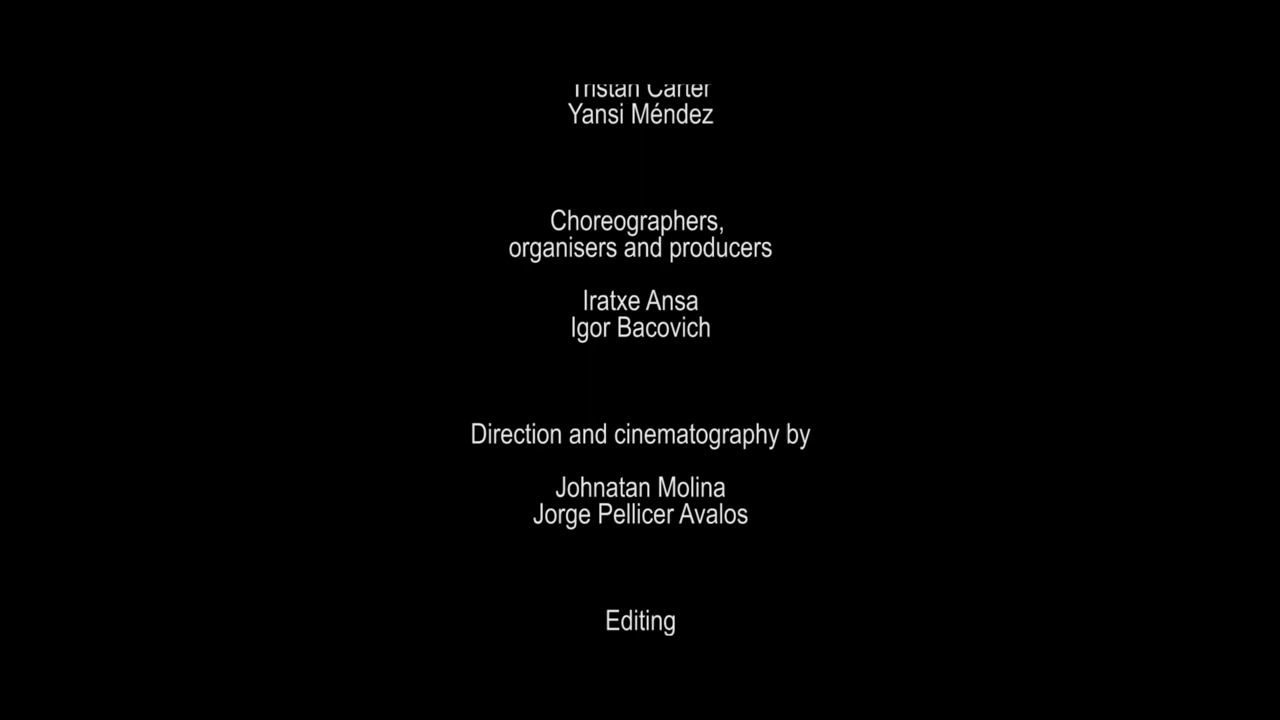 Tristan Carter
Yansi Méndez
Choreographers,
organisers and producers
Iratxe Ansa
Igor Bacovich
Direction and cinematography by
Johnatan Molina
Jorge Pellicer Avalos
Editing